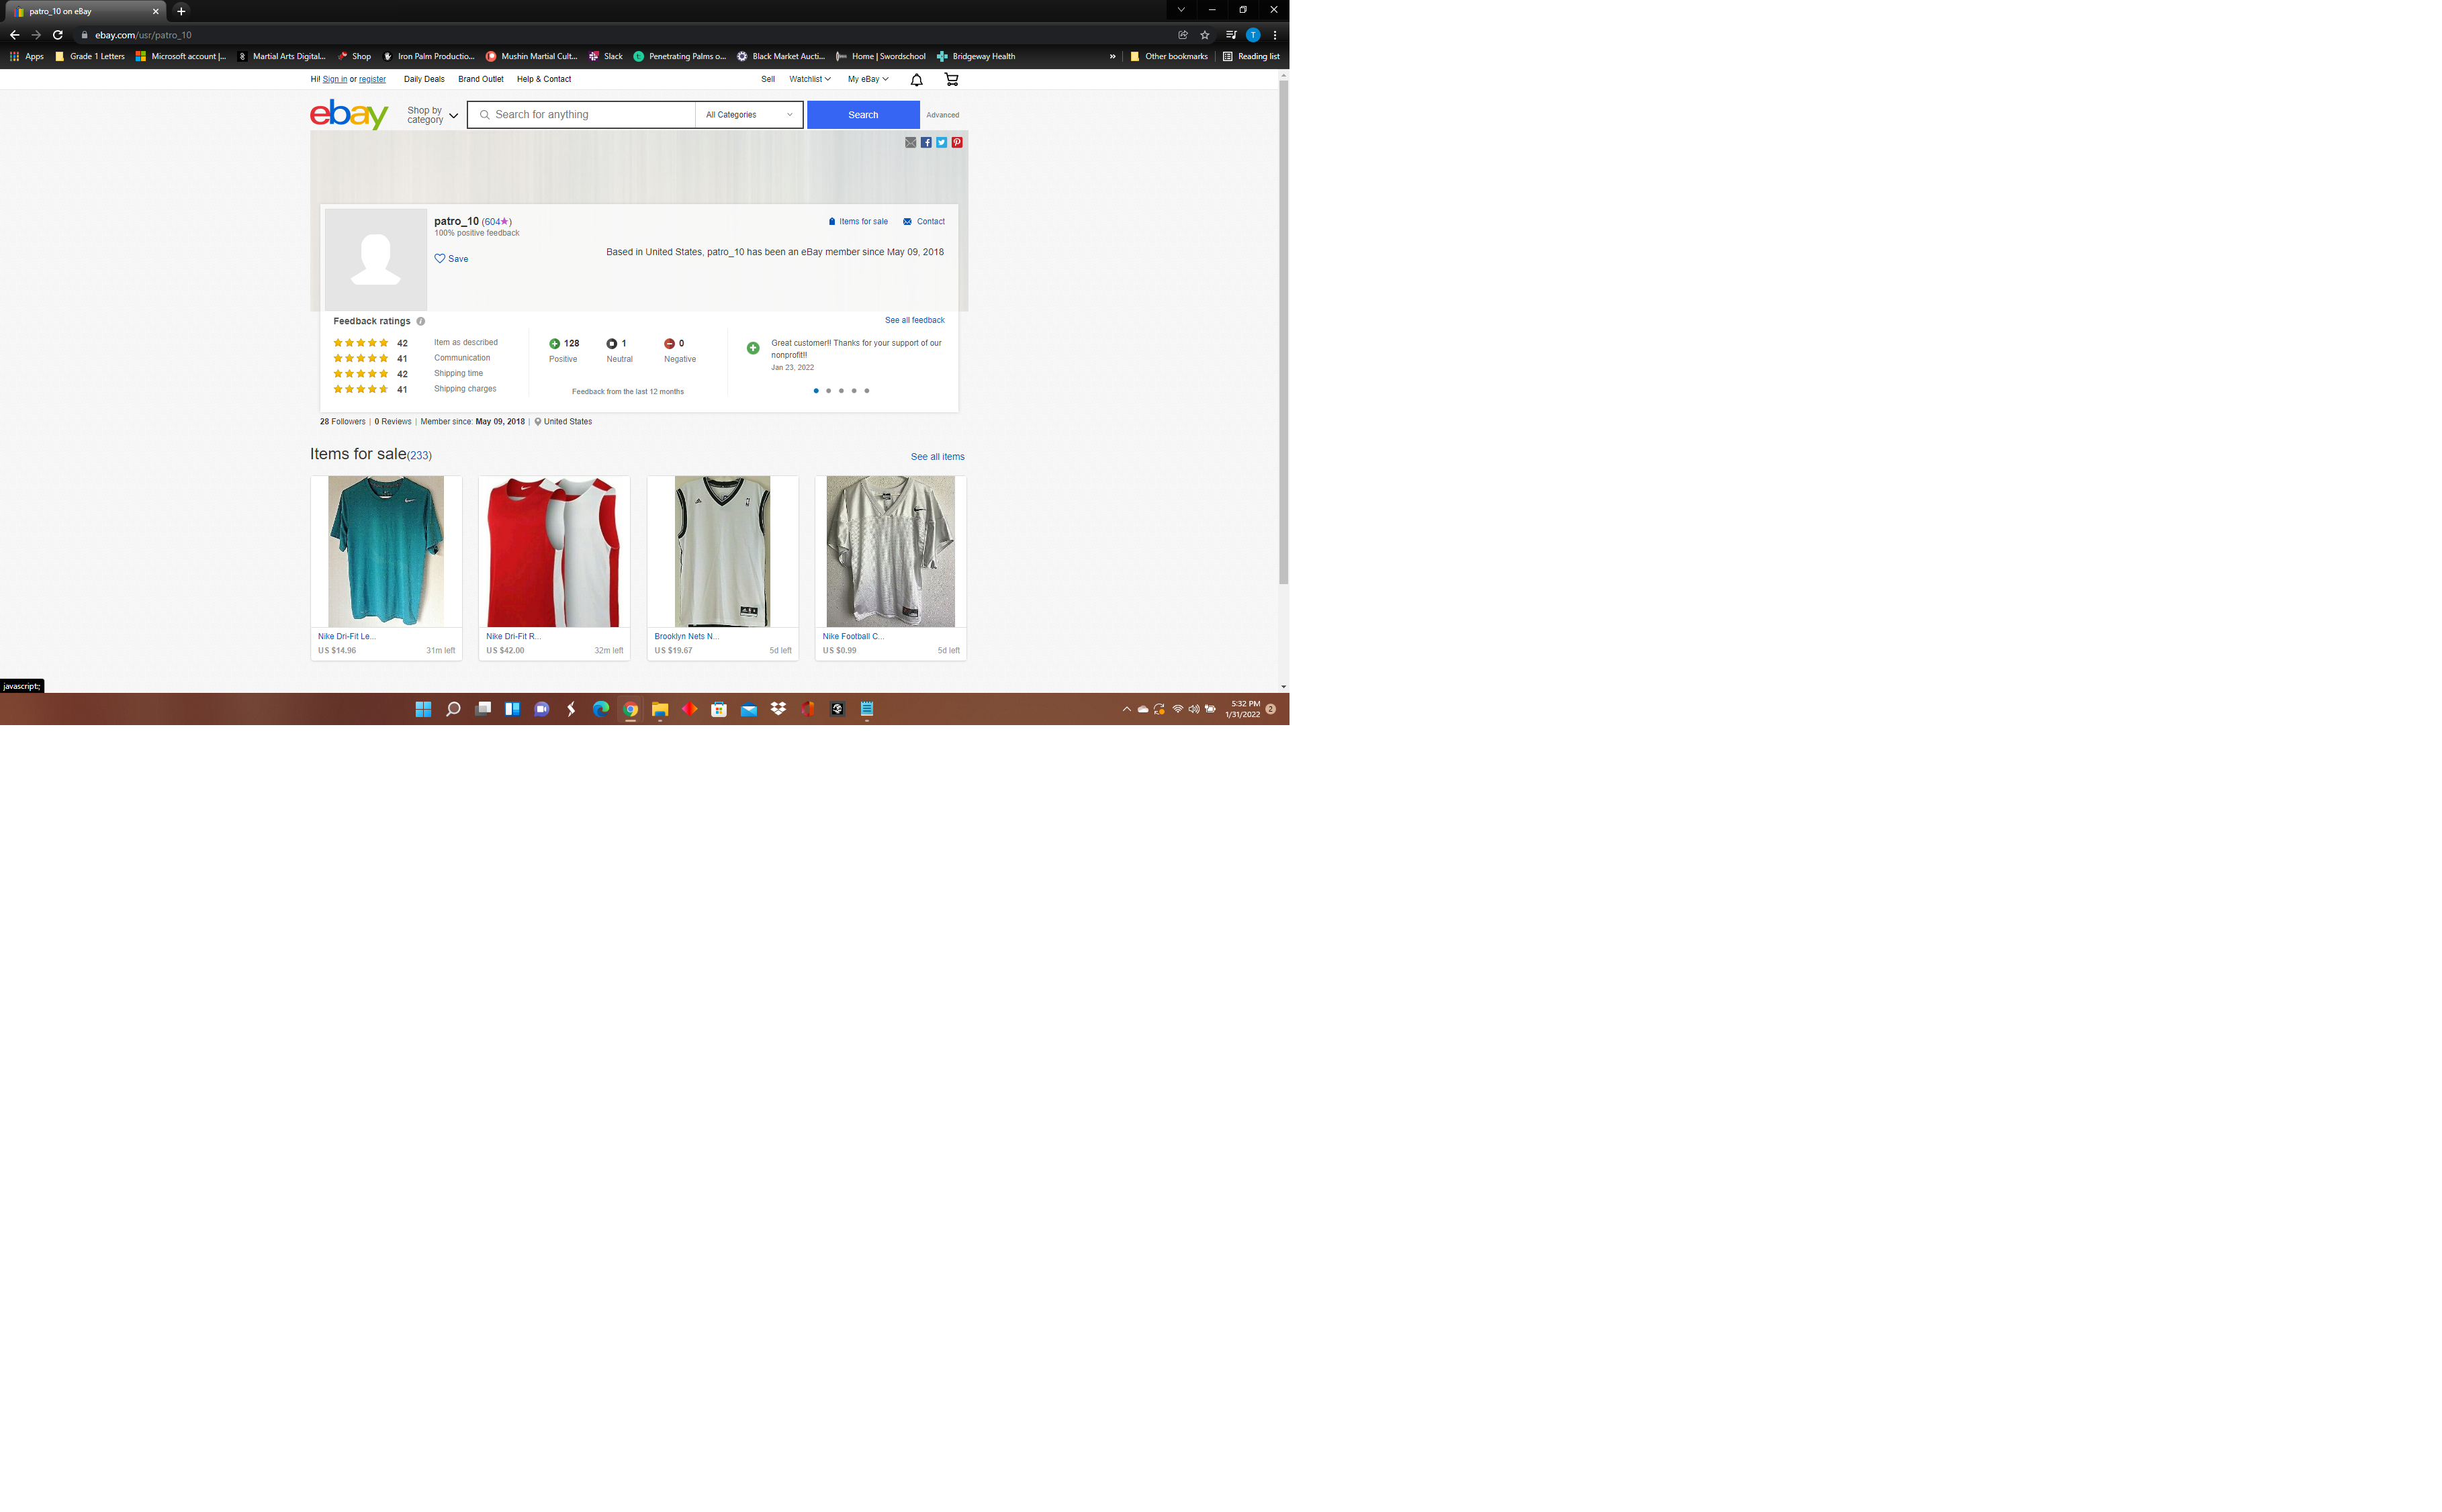 patro_10 on eBay
ebay.com/usr/patro_10
T
Apps
Grade 1 Letters
Microsoft account |...
Martial Arts Digital...
Shop
Iron Palm Productio...
Mushin Martial Cult...
Slack
Penetrating Palms o...
Black Market Aucti...
Home | Swordschool
Bridgeway Health
»
Other bookmarks
Reading list
Hi! Sign in or register
Daily Deals
Brand Outlet
Help & Contact
Sell
Watchlist
My eBay
ebay
Shop by
category
Search for anything
All Categories
Search
Advanced
patro_10 (604★)
100% positive feedback
Save
Items for sale
Contact
Based in United States, patro_10 has been an eBay member since May 09, 2018
Feedback ratings
See all feedback
42 Item as described
41 Communication
42 Shipping time
41 Shipping charges
128 Positive
1 Neutral
0 Negative
Feedback from the last 12 months
Great customer!! Thanks for your support of our
nonprofit!!
Jan 23, 2022
28 Followers | 0 Reviews | Member since: May 09, 2018 | United States
Items for sale(233)
See all items
Nike Dri-Fit Le...
US $14.96 31m left
Nike Dri-Fit R...
US $42.00 32m left
Brooklyn Nets N...
US $19.67 5d left
Nike Football C...
US $0.99 5d left
javascript:;
5:32 PM
1/31/2022
2